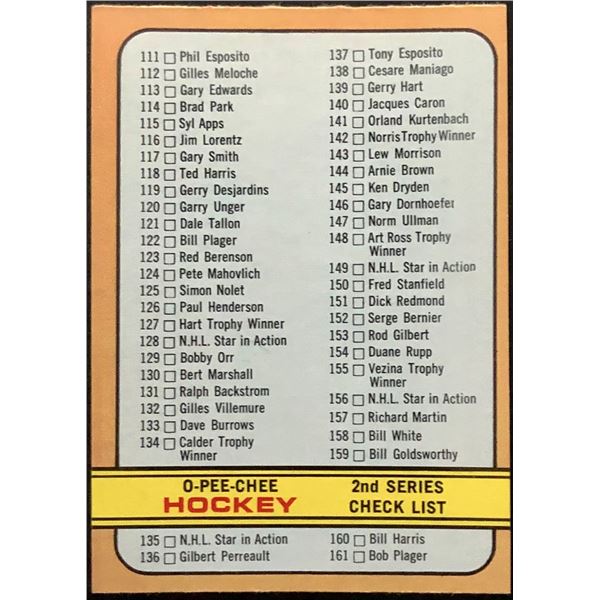 111 Phil Esposito
112 Gilles Meloche
113 Gary Edwards
114 Brad Park
115 Syl Apps
116 Jim Lorentz
117 Gary Smith
118 Ted Harris
119 Gerry Desjardins
120 Garry Unger
121 Dale Tallon
122 Bill Plager
123 Red Berenson
124 Pete Mahovlich
125 Simon Nolet
126 Paul Henderson
127 Hart Trophy Winner
128 N.H.L. Star in Action
129 Bobby Orr
130 Bert Marshall
131 Ralph Backstrom
132 Gilles Villemure
133 Dave Burrows
134 Calder Trophy
Winner
137 Tony Esposito
138 Cesare Maniago
139 Gerry Hart
140 Jacques Caron
141 Orland Kurtenbach
142 Norris Trophy Winner
143 Lew Morrison
144 Arnie Brown
145 Ken Dryden
146 Gary Dornhoefer
147 Norm Ullman
148 Art Ross Trophy
Winner
149 N.H.L. Star in Action
150 Fred Stanfield
151 Dick Redmond
152 Serge Bernier
153 Rod Gilbert
154 Duane Rupp
155 Vezina Trophy
Winner
156 N.H.L. Star in Action
157 Richard Martin
158 Bill White
159 Bill Goldsworthy
O-PEE-CHEE
HOCKEY
2nd SERIES
CHECK LIST
135 N.H.L. Star in Action
136 Gilbert Perreault
160 Bill Harris
161 Bob Plager